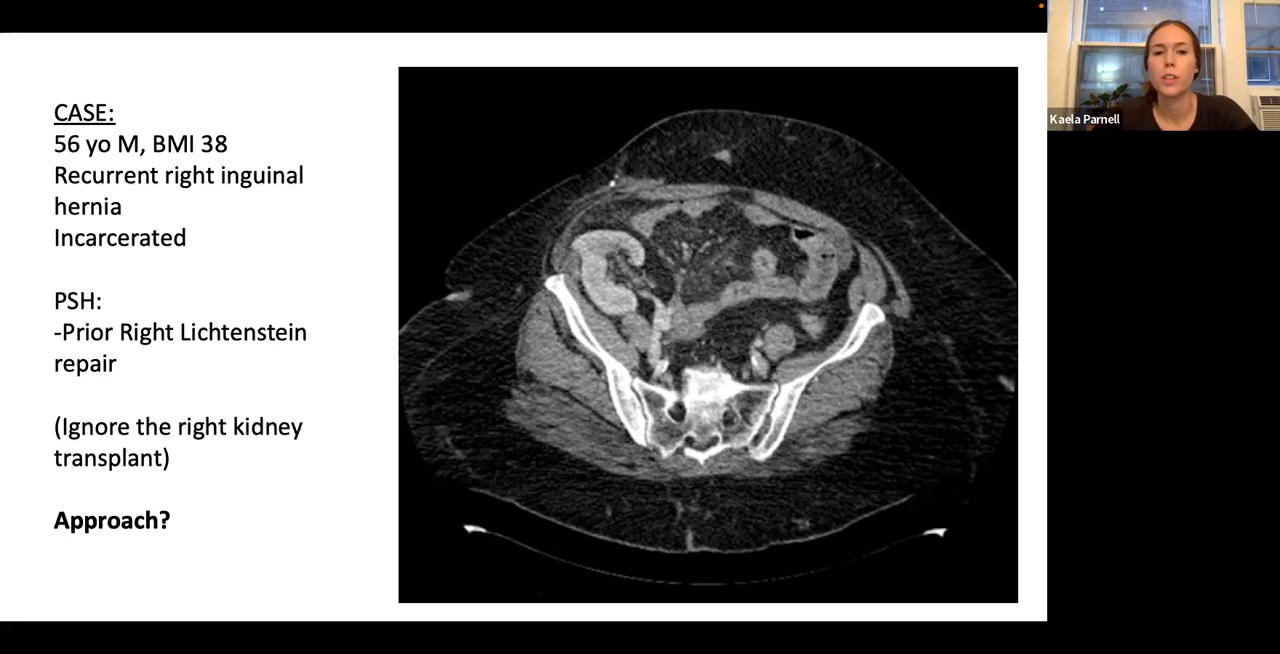 CASE:
56 yo M, BMI 38
Recurrent right inguinal
hernia
Incarcerated
PSH:
-Prior Right Lichtenstein
repair
(Ignore the right kidney
transplant)
Approach?
Kaela Parnell